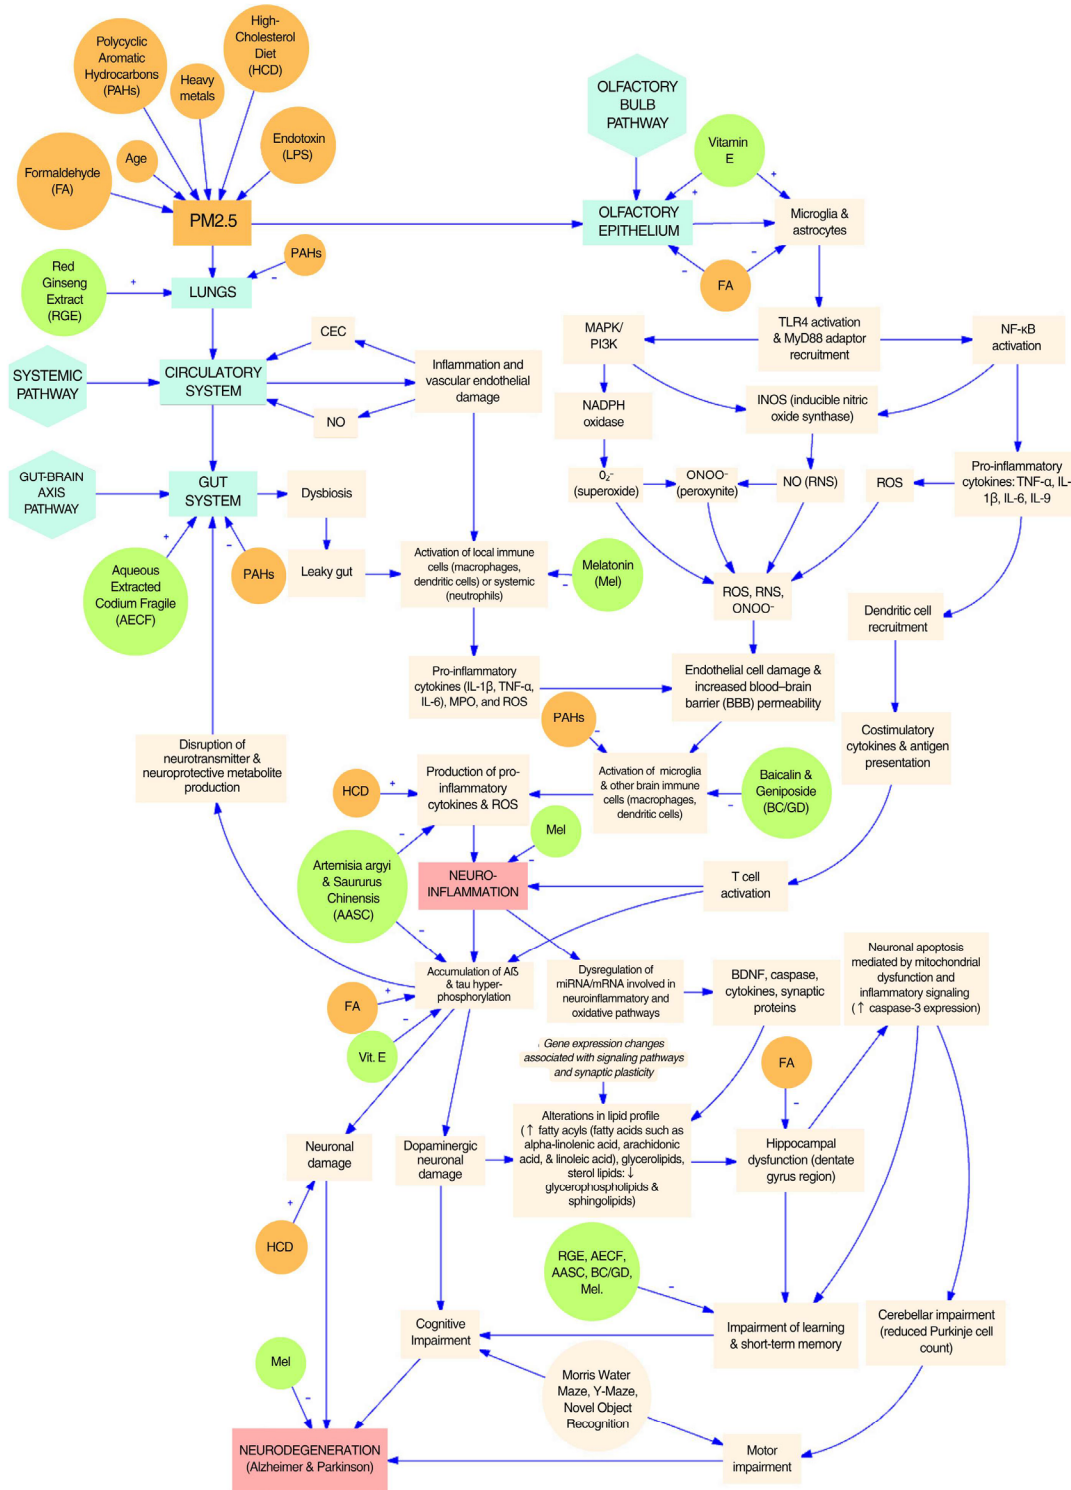 High-
Cholesterol
Diet
(HCD)
Polycyclic
Aromatic
Hydrocarbons
(PAHs)
Heavy
metals
Endotoxin
(LPS)
Age
Formaldehyde
(FA)
PM2.5
OLFACTORY
BULB
PATHWAY
Vitamin
E
+
+
OLFACTORY
EPITHELIUM
Microglia &
astrocytes
–
–
FA
PAHs
–
Red
Ginseng
Extract
(RGE)
+
LUNGS
TLR4 activation
& MyD88 adaptor
recruitment
MAPK/
PI3K
NF-κB
activation
CEC
SYSTEMIC
PATHWAY
CIRCULATORY
SYSTEM
Inflammation and
vascular endothelial
damage
NO
NADPH
oxidase
INOS (inducible nitric
oxide synthase)
GUT-BRAIN
AXIS
PATHWAY
GUT
SYSTEM
Dysbiosis
O₂⁻
(superoxide)
ONOO⁻
(peroxynite)
NO (RNS)
ROS
Pro-inflammatory
cytokines: TNF-α, IL-
1β, IL-6, IL-9
+
–
Aqueous
Extracted
Codium Fragile
(AECF)
PAHs
Leaky gut
Activation of local immune
cells (macrophages,
dendritic cells) or systemic
(neutrophils)
–
Melatonin
(Mel)
ROS, RNS,
ONOO⁻
Dendritic cell
recruitment
Pro-inflammatory
cytokines (IL-1β, TNF-α,
IL-6), MPO, and ROS
Endothelial cell damage &
increased blood–brain
barrier (BBB) permeability
PAHs
–
Costimulatory
cytokines & antigen
presentation
Disruption of
neurotransmitter &
neuroprotective metabolite
production
HCD
+
Production of pro-
inflammatory
cytokines & ROS
Activation of microglia
& other brain immune
cells (macrophages,
dendritic cells)
–
Baicalin &
Geniposide
(BC/GD)
–
Mel
–
Artemisia argyi
& Saururus
Chinensis
(AASC)
NEURO-
INFLAMMATION
T cell
activation
–
Accumulation of Aß
& tau hyper-
phosphorylation
Dysregulation of
miRNA/mRNA involved in
neuroinflammatory and
oxidative pathways
BDNF, caspase,
cytokines, synaptic
proteins
Neuronal apoptosis
mediated by mitochondrial
dysfunction and
inflammatory signaling
(↑ caspase-3 expression)
FA
+
–
Vit. E
Gene expression changes
associated with signaling pathways
and synaptic plasticity
FA
–
Neuronal
damage
Dopaminergic
neuronal
damage
Alterations in lipid profile
(↑ fatty acyls (fatty acids such as
alpha-linolenic acid, arachidonic
acid, & linoleic acid), glycerolipids,
sterol lipids: ↓
glycerophospholipids &
sphingolipids)
Hippocampal
dysfunction (dentate
gyrus region)
+
HCD
RGE, AECF,
AASC, BC/GD,
Mel.
–
Cognitive
Impairment
Impairment of learning
& short-term memory
Cerebellar impairment
(reduced Purkinje cell
count)
Mel
–
Morris Water
Maze, Y-Maze,
Novel Object
Recognition
NEURODEGENERATION
(Alzheimer & Parkinson)
Motor
impairment